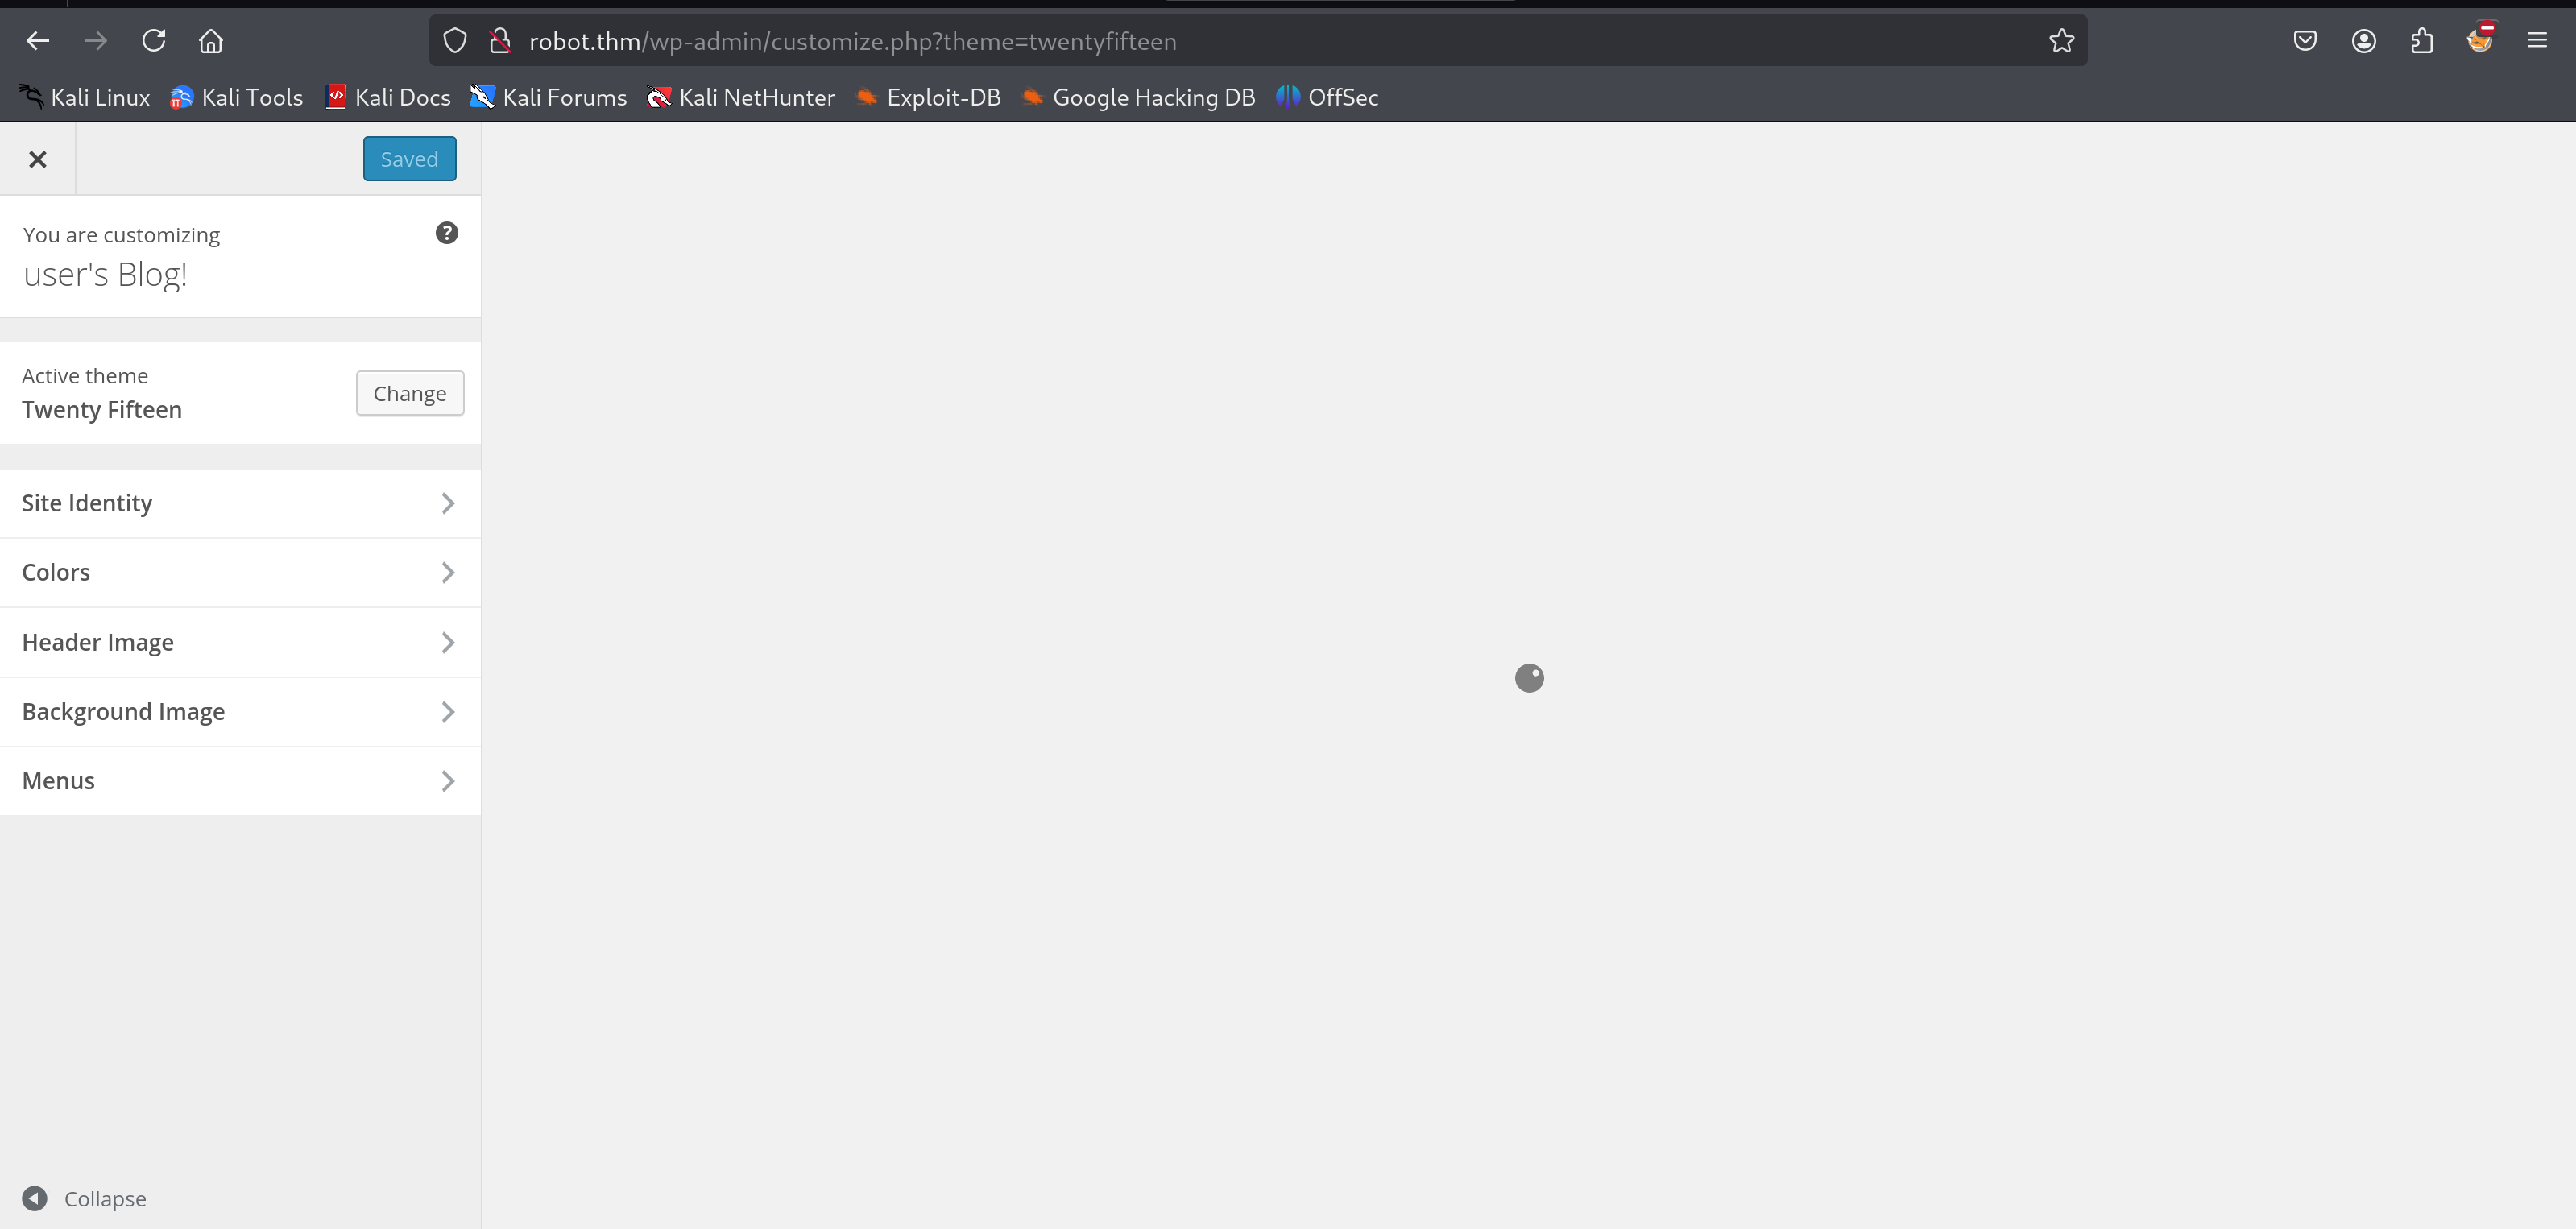 robot.thm/wp-admin/customize.php?theme=twentyfifteen
Kali Linux Kali Tools Kali Docs Kali Forums Kali NetHunter Exploit-DB Google Hacking DB OffSec
Saved
You are customizing
user's Blog!
Active theme
Twenty Fifteen
Change
Site Identity
Colors
Header Image
Background Image
Menus
Collapse